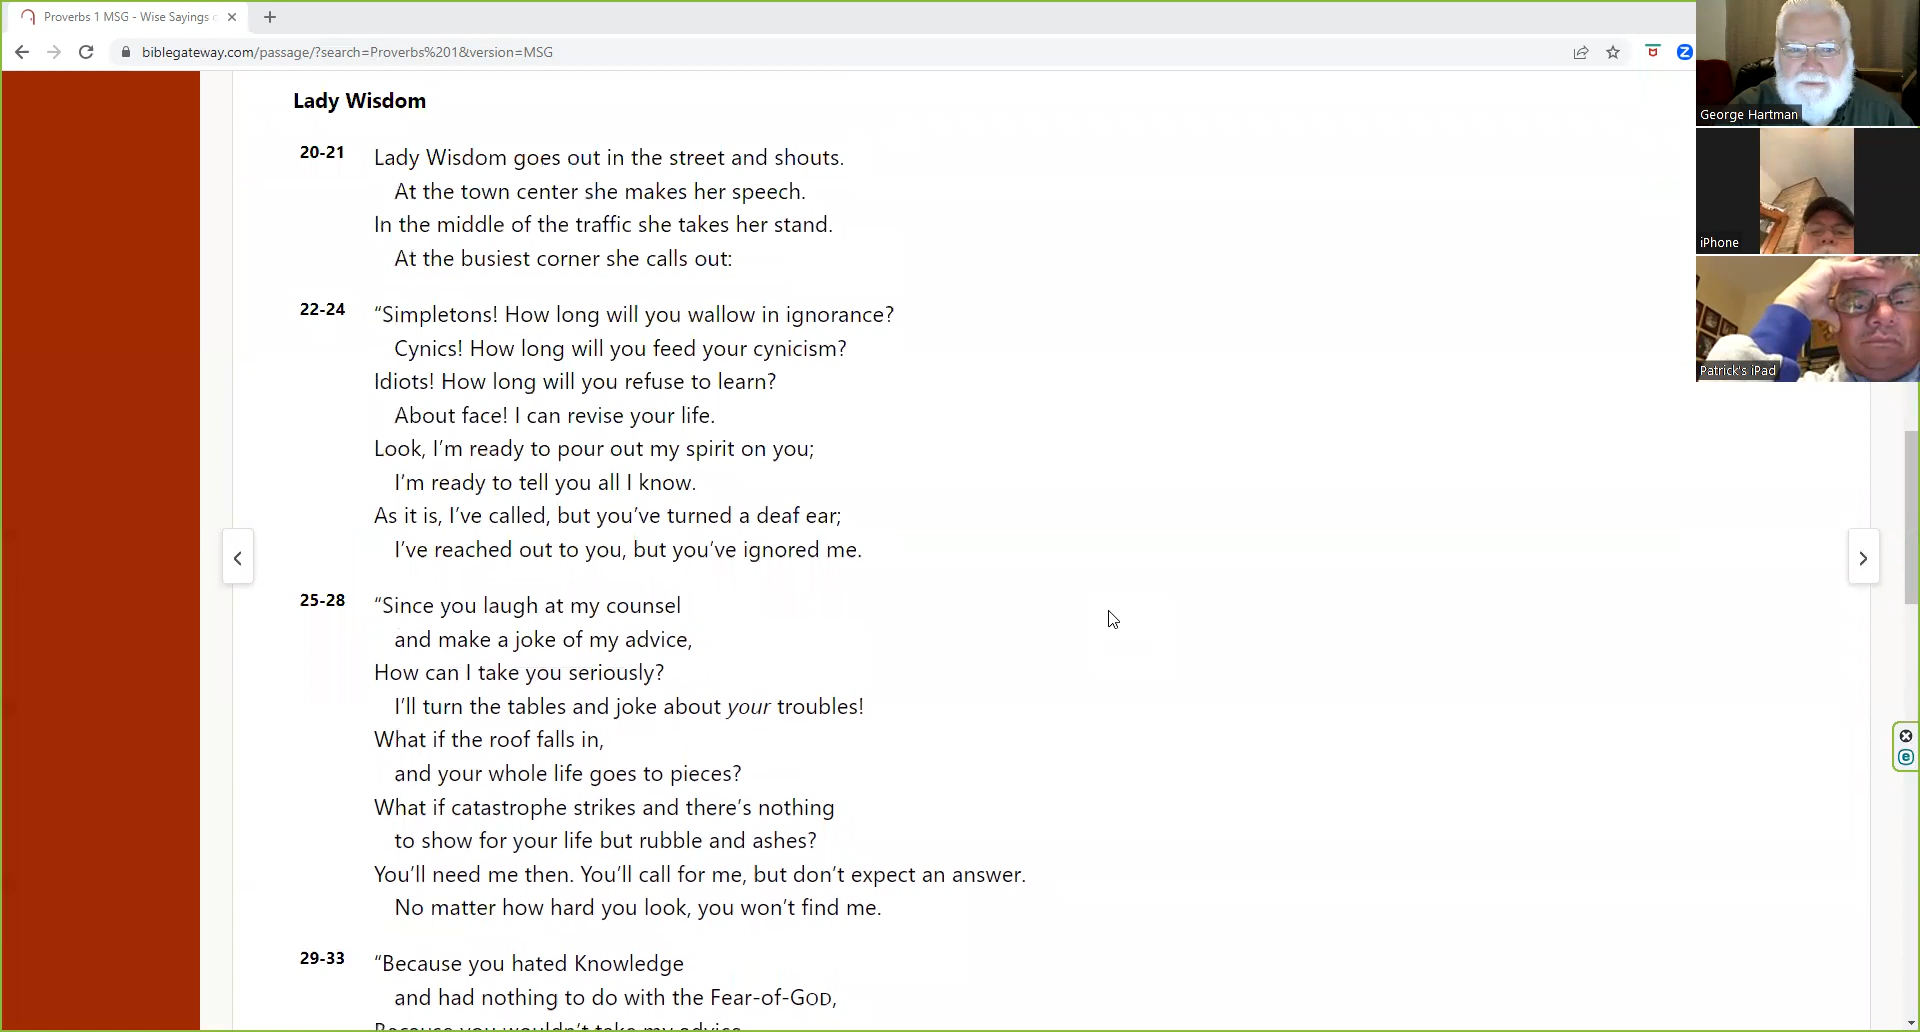 Proverbs 1 MSG - Wise Sayings
biblegateway.com/passage/?search=Proverbs%201&version=MSG
Lady Wisdom
20-21 Lady Wisdom goes out in the street and shouts.
At the town center she makes her speech.
In the middle of the traffic she takes her stand.
At the busiest corner she calls out:
22-24 “Simpletons! How long will you wallow in ignorance?
Cynics! How long will you feed your cynicism?
Idiots! How long will you refuse to learn?
About face! I can revise your life.
Look, I’m ready to pour out my spirit on you;
I’m ready to tell you all I know.
As it is, I’ve called, but you’ve turned a deaf ear;
I’ve reached out to you, but you’ve ignored me.
25-28 “Since you laugh at my counsel
and make a joke of my advice,
How can I take you seriously?
I’ll turn the tables and joke about your troubles!
What if the roof falls in,
and your whole life goes to pieces?
What if catastrophe strikes and there’s nothing
to show for your life but rubble and ashes?
You’ll need me then. You’ll call for me, but don’t expect an answer.
No matter how hard you look, you won’t find me.
29-33 “Because you hated Knowledge
and had nothing to do with the Fear-of-GOD,
Because you wouldn’t take my advice
George Hartman
iPhone
Patrick's iPad